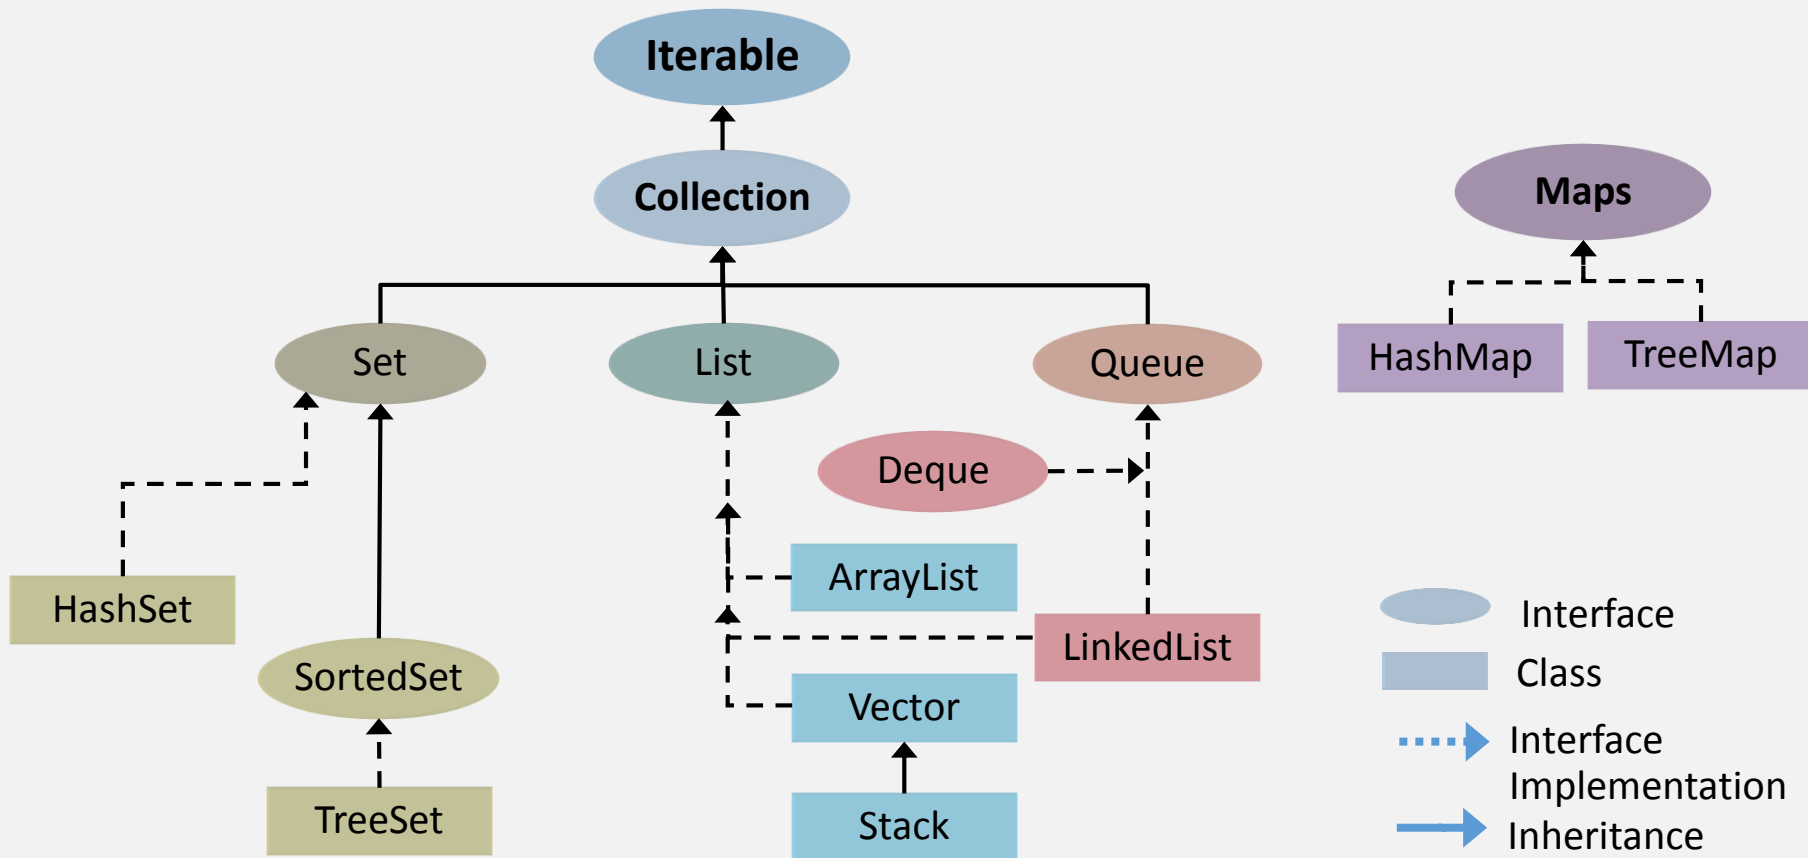 Iterable
Collection
Maps
Set
List
Queue
HashMap
TreeMap
Deque
ArrayList
HashSet
LinkedList
SortedSet
Vector
TreeSet
Stack
Interface
Class
Interface
Implementation
Inheritance